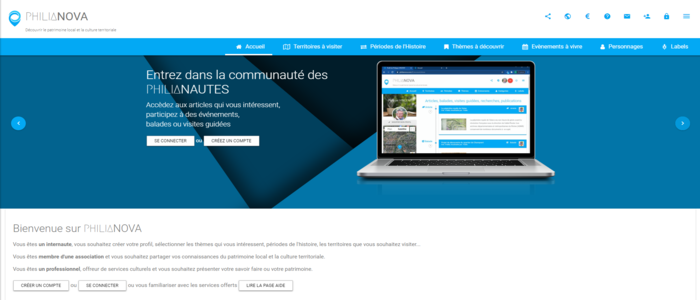 PHILIANOVA
Découvrir le patrimoine local et la culture territoriale
Accueil Territoires à visiter Périodes de l'Histoire Thèmes à découvrir Evènements à vivre Personnages Labels
Entrez dans la communauté des
PHILIANAUTES
Accédez aux articles qui vous intéressent,
participez à des événements,
balades ou visites guidées
SE CONNECTER ou CRÉEZ UN COMPTE
PHILIANOVA
Bienvenue sur PHILIANOVA
Vous êtes un internaute, vous souhaitez créer votre profil, sélectionner les thèmes qui vous intéressent, périodes de l'histoire, les territoires que vous souhaitez visiter...
Vous êtes membre d'une association et vous souhaitez partager vos connaissances du patrimoine local et la culture territoriale.
Vous êtes un professionnel, offreur de services culturels et vous souhaitez présenter votre savoir faire ou votre patrimoine.
CRÉER UN COMPTE ou SE CONNECTER ou vous familiariser avec les services offerts LIRE LA PAGE AIDE